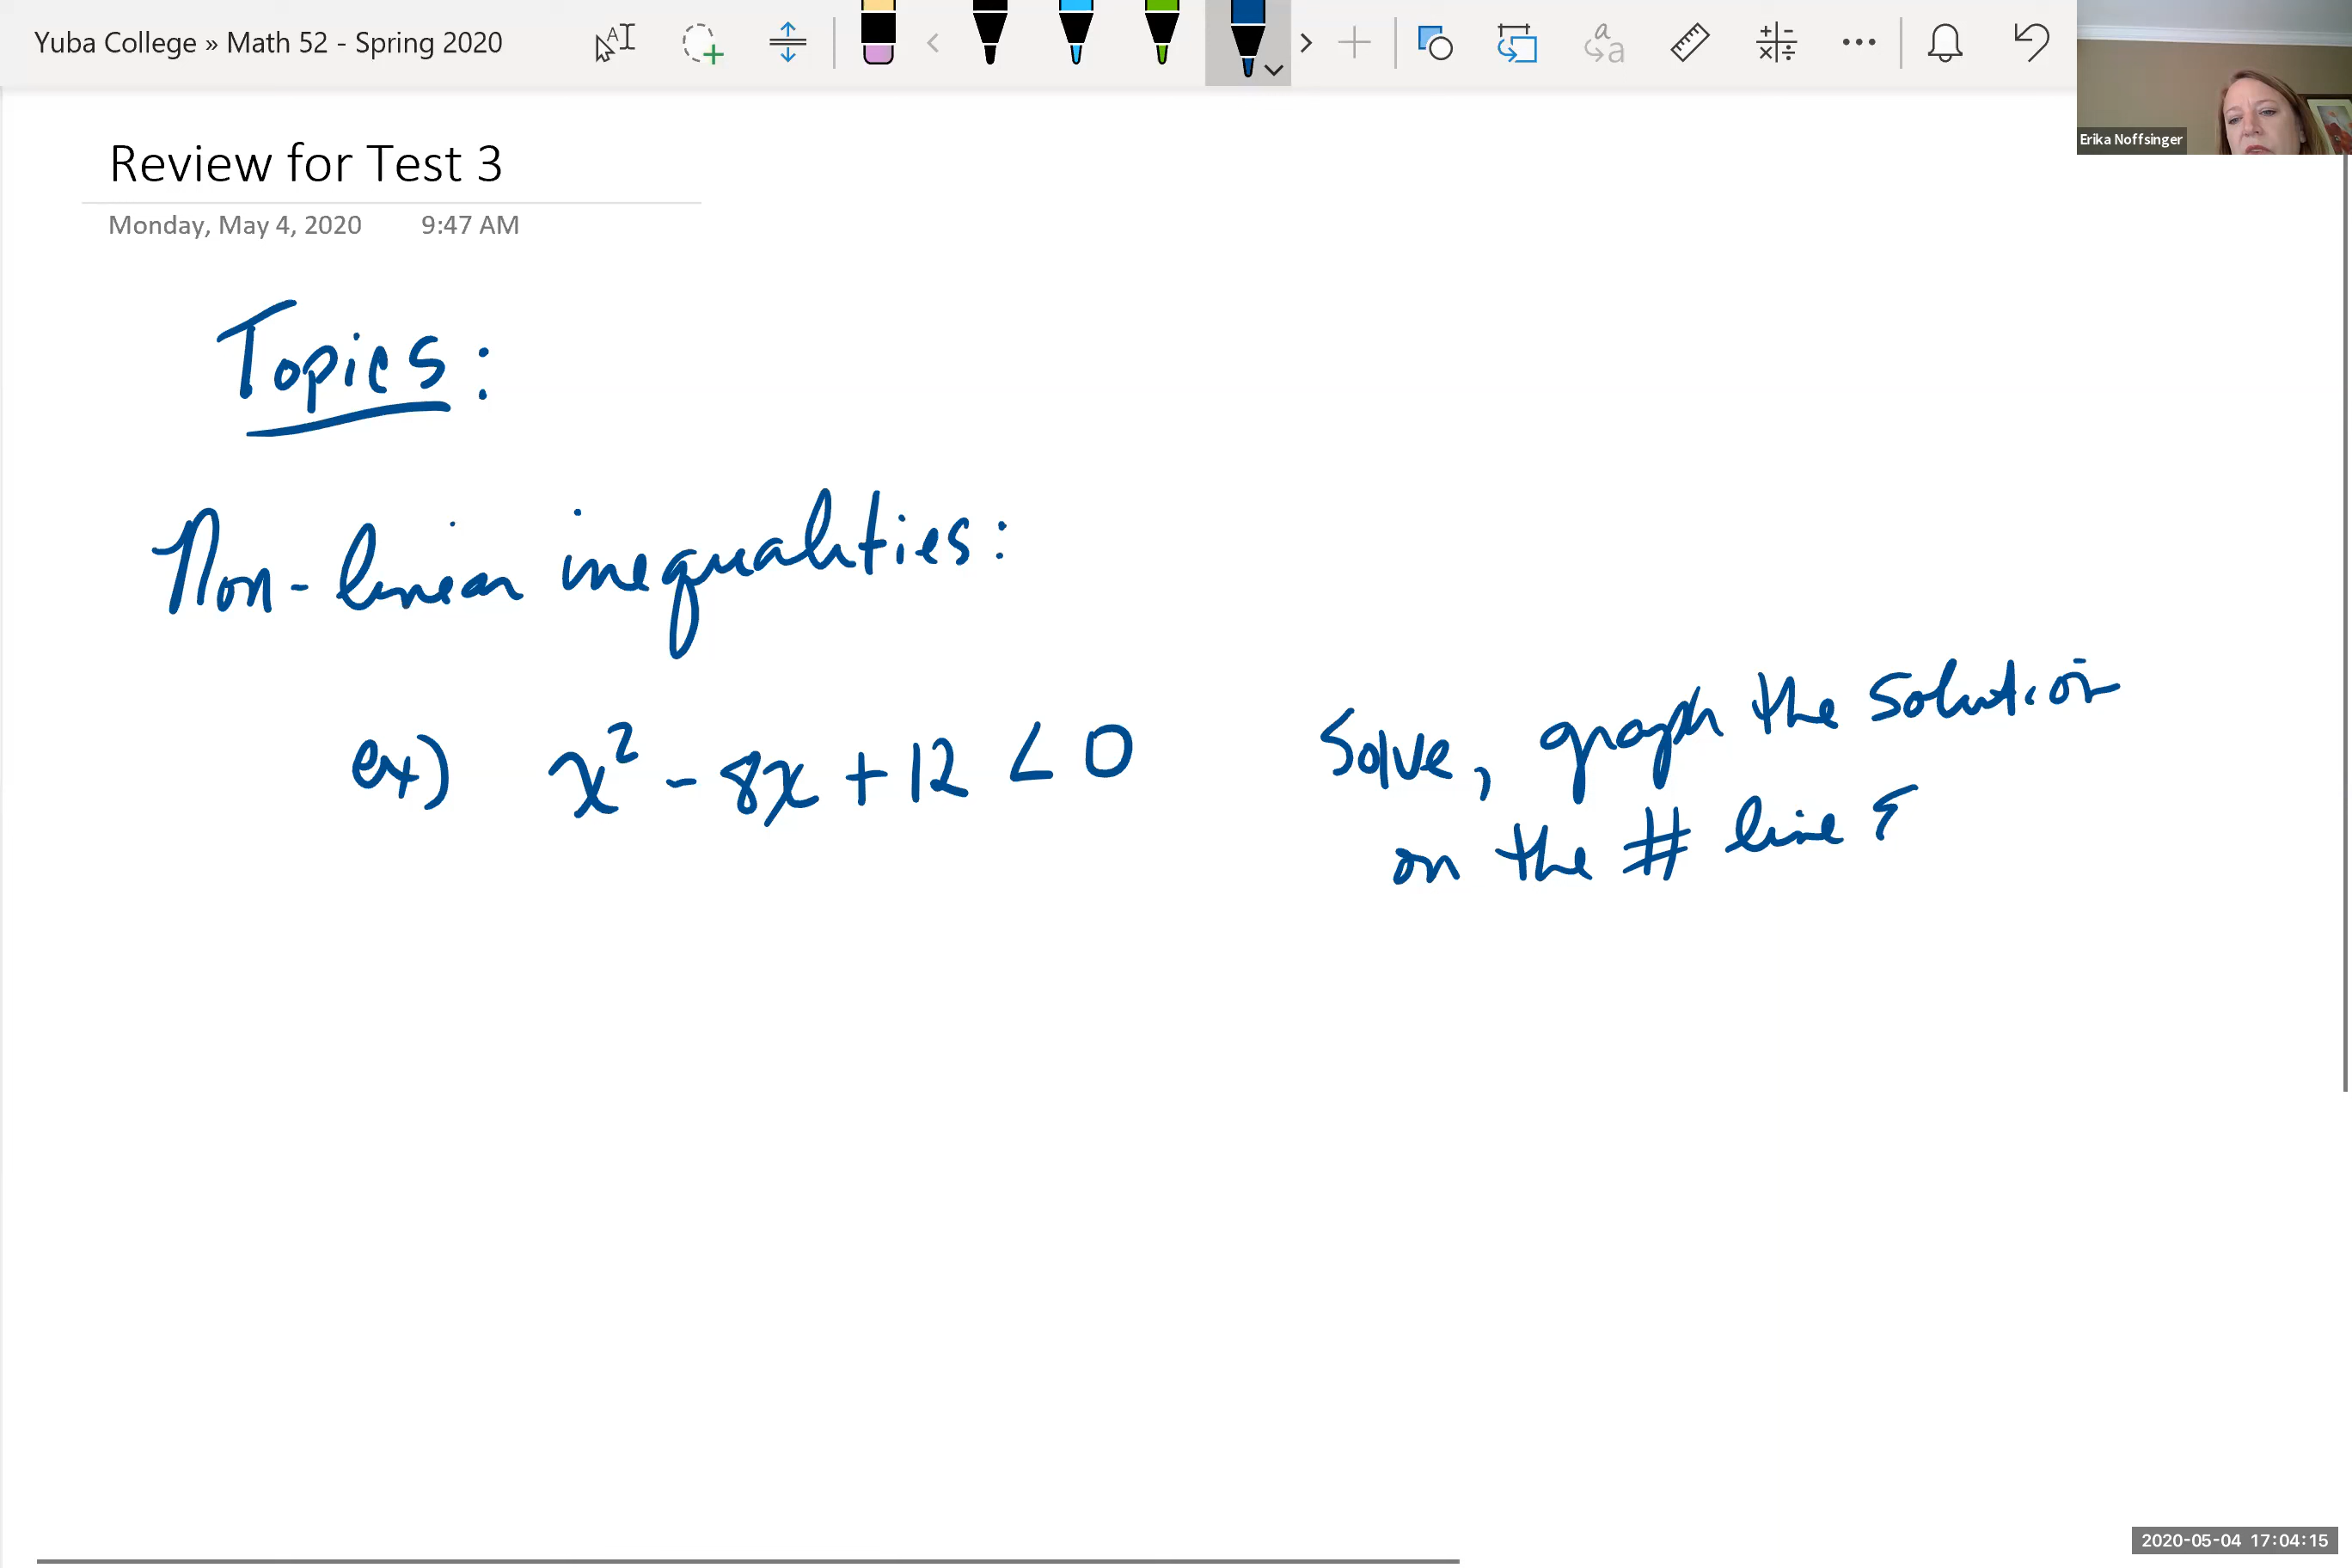 Yuba College » Math 52 - Spring 2020
Erika Noffsinger
Review for Test 3
Monday, May 4, 2020 9:47 AM
Topics:
Non-linear inequalities:
ex) x² - 8x + 12 < 0
Solve, graph the solution
on the # line
2020-05-04 17:04:15